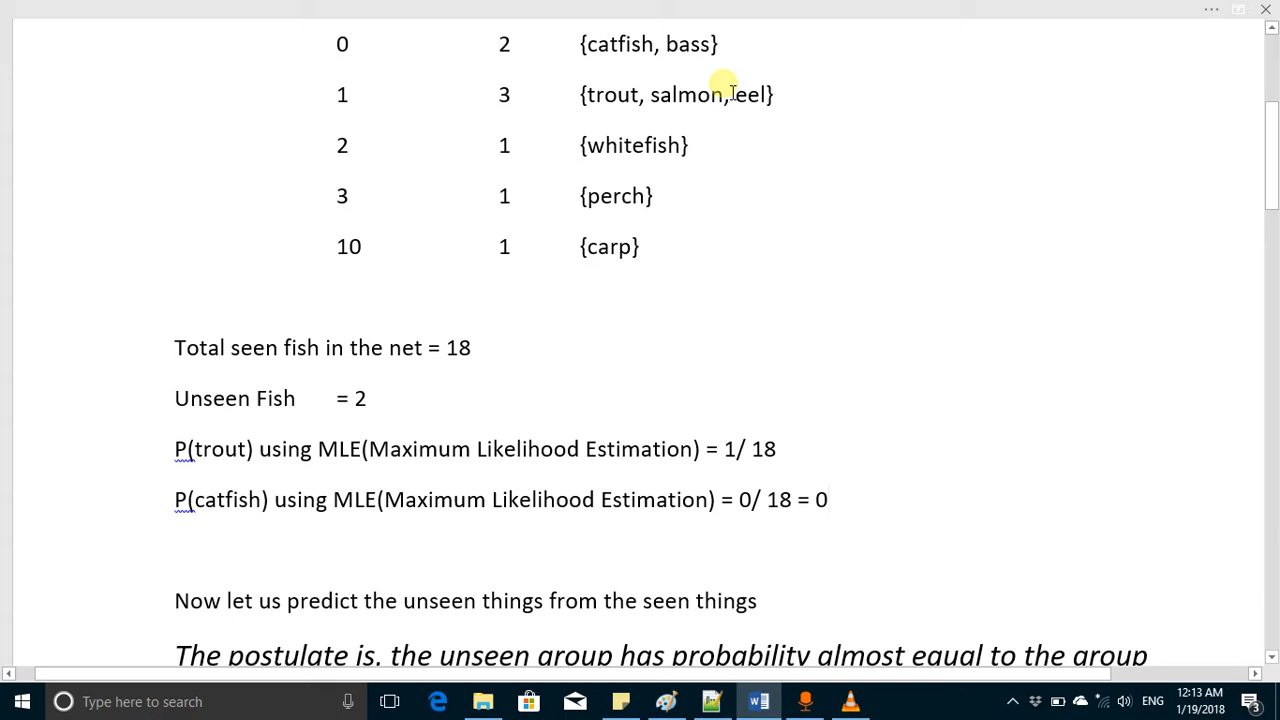 0 2 {catfish, bass}
1 3 {trout, salmon, eel}
2 1 {whitefish}
3 1 {perch}
10 1 {carp}
Total seen fish in the net = 18
Unseen Fish = 2
P(trout) using MLE(Maximum Likelihood Estimation) = 1/ 18
P(catfish) using MLE(Maximum Likelihood Estimation) = 0/ 18 = 0
Now let us predict the unseen things from the seen things
The postulate is, the unseen group has probability almost equal to the group
Type here to search
12:13 AM
1/19/2018
3